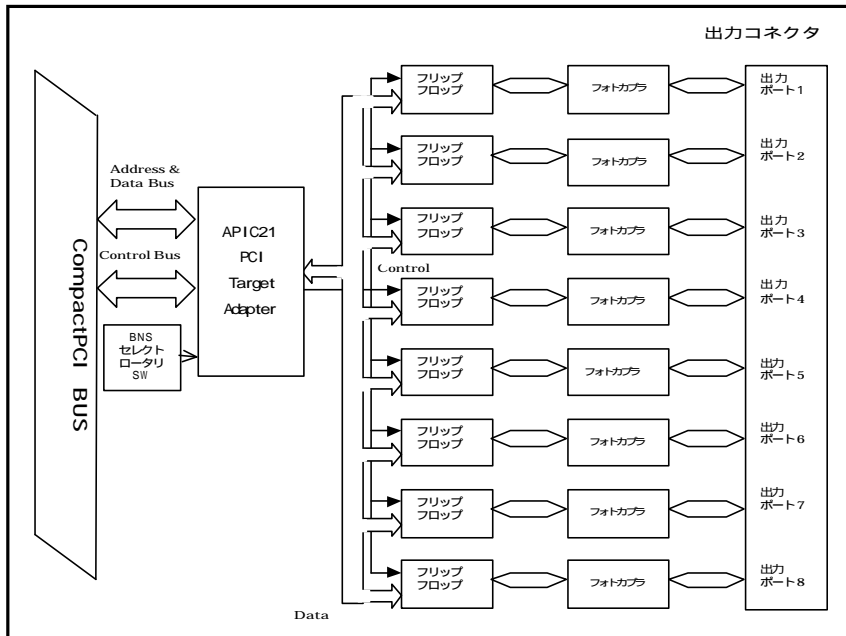 出力コネクタ
CompactPCI BUS
Address &
Data Bus
Control Bus
BNS
セレクト
ロータリ
SW
APIC21
PCI
Target
Adapter
Control
Data
フリップ
フロップ
フォトカプラ
出力
ポート1
フリップ
フロップ
フォトカプラ
出力
ポート2
フリップ
フロップ
フォトカプラ
出力
ポート3
フリップ
フロップ
フォトカプラ
出力
ポート4
フリップ
フロップ
フォトカプラ
出力
ポート5
フリップ
フロップ
フォトカプラ
出力
ポート6
フリップ
フロップ
フォトカプラ
出力
ポート7
フリップ
フロップ
フォトカプラ
出力
ポート8